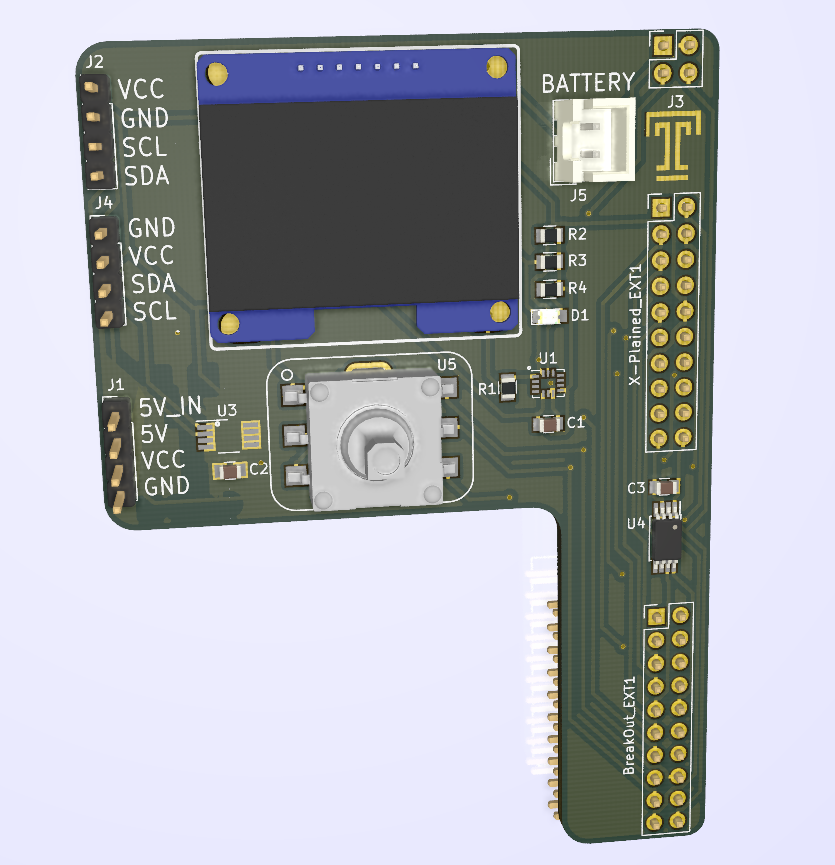 J2
VCC
GND
SCL
SDA
J4
GND
VCC
SDA
SCL
J1
5V_IN
5V
VCC
GND
U3
C2
U5
BATTERY
J5
J3
T
R2
R3
R4
D1
U1
R1
C1
X-Plained_EXT1
C3
U4
BreakOut_EXT1